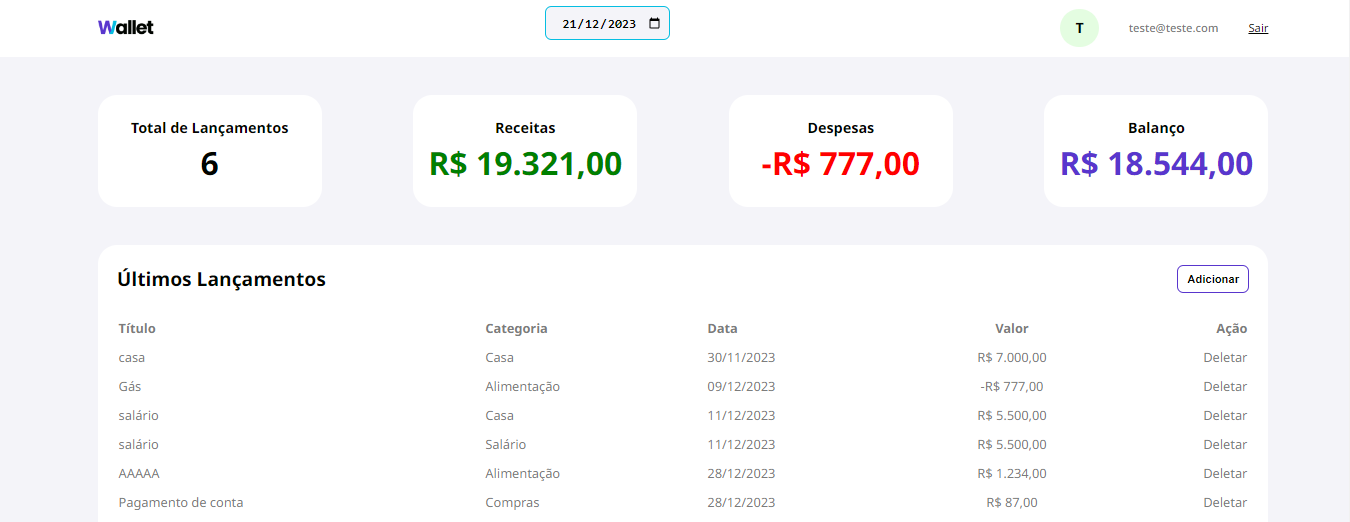 Wallet 21/12/2023 T teste@teste.com Sair
Total de Lançamentos Receitas Despesas Balanço
6 R$ 19.321,00 -R$ 777,00 R$ 18.544,00
Últimos Lançamentos Adicionar
Título Categoria Data Valor Ação
casa Casa 30/11/2023 R$ 7.000,00 Deletar
Gás Alimentação 09/12/2023 -R$ 777,00 Deletar
salário Casa 11/12/2023 R$ 5.500,00 Deletar
salário Salário 11/12/2023 R$ 5.500,00 Deletar
AAAAA Alimentação 28/12/2023 R$ 1.234,00 Deletar
Pagamento de conta Compras 28/12/2023 R$ 87,00 Deletar